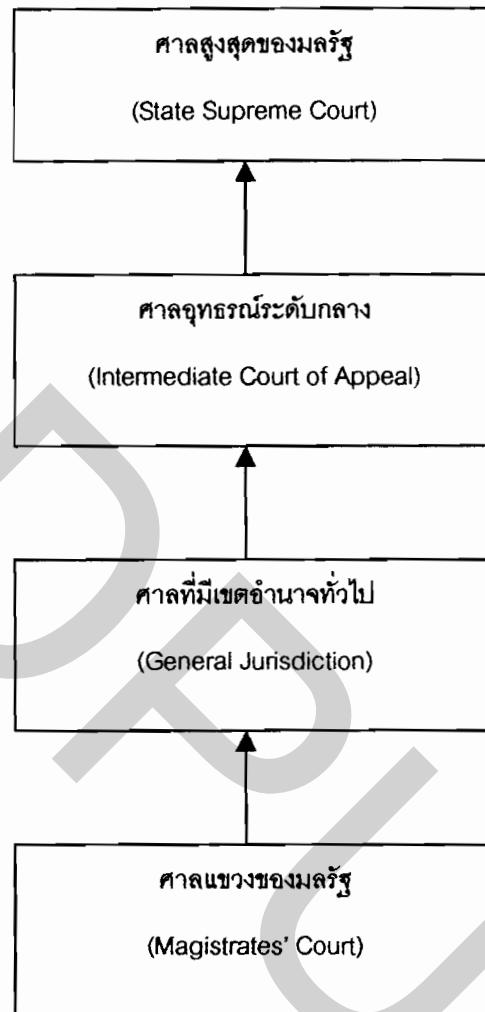 ศาลสูงสุดของมลรัฐ
(State Supreme Court)
ศาลอุทธรณ์ระดับกลาง
(Intermediate Court of Appeal)
ศาลที่มีเขตอำนาจทั่วไป
(General Jurisdiction)
ศาลแขวงของมลรัฐ
(Magistrates' Court)
DPU